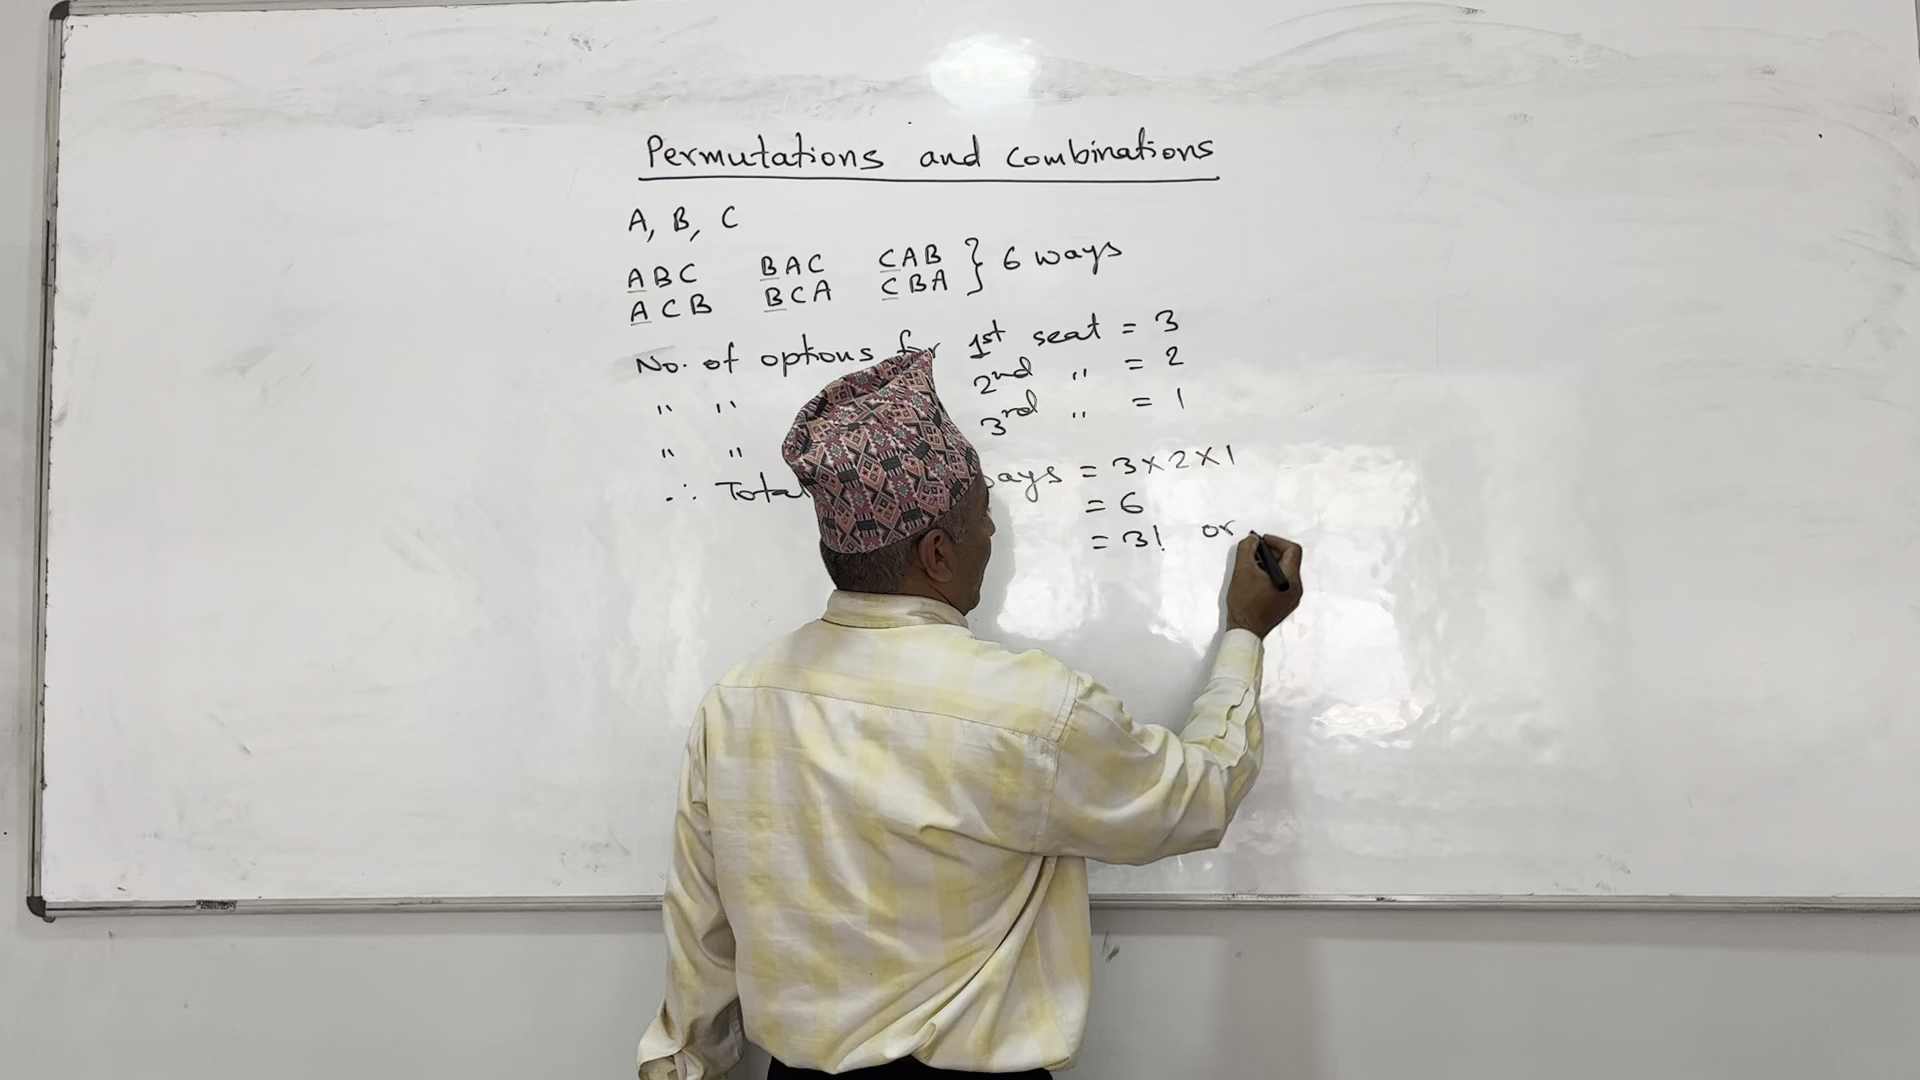 Permutations and combinations
A, B, C
ABC BAC CAB } 6 ways
ACB BCA CBA
No. of options for 1st seat = 3
" " 2nd " = 2
" " 3rd " = 1
∴ Total = 3×2×1
= 6
= 3! or